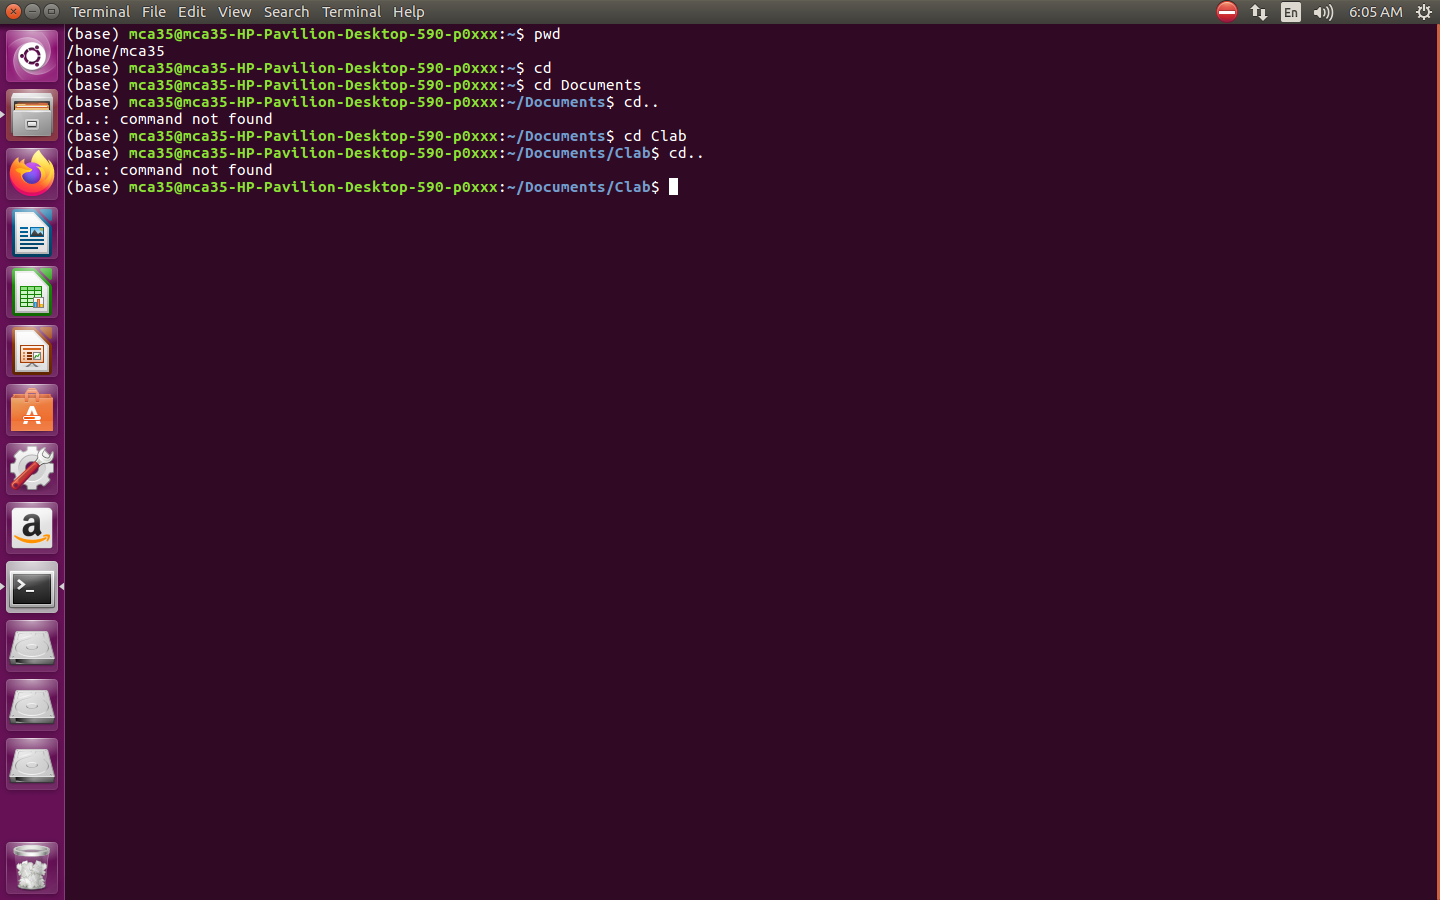 Terminal File Edit View Search Terminal Help En 6:05 AM
(base) mca35@mca35-HP-Pavilion-Desktop-590-p0xxx:~$ pwd
/home/mca35
(base) mca35@mca35-HP-Pavilion-Desktop-590-p0xxx:~$ cd
(base) mca35@mca35-HP-Pavilion-Desktop-590-p0xxx:~$ cd Documents
(base) mca35@mca35-HP-Pavilion-Desktop-590-p0xxx:~/Documents$ cd..
cd..: command not found
(base) mca35@mca35-HP-Pavilion-Desktop-590-p0xxx:~/Documents$ cd Clab
(base) mca35@mca35-HP-Pavilion-Desktop-590-p0xxx:~/Documents/Clab$ cd..
cd..: command not found
(base) mca35@mca35-HP-Pavilion-Desktop-590-p0xxx:~/Documents/Clab$